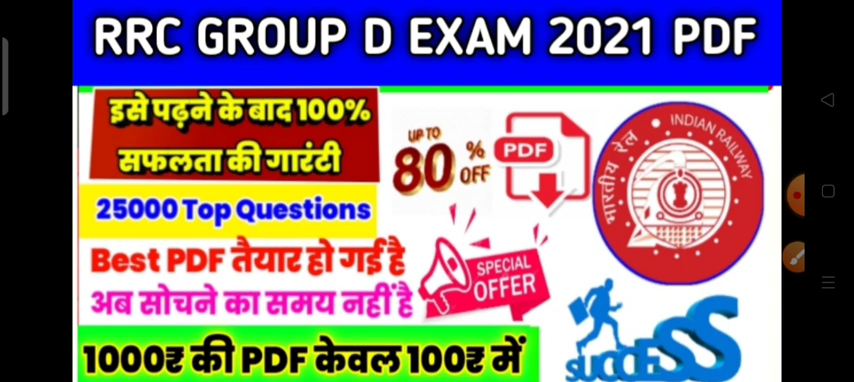 RRC GROUP D EXAM 2021 PDF
इसे पढ़ने के बाद 100%
सफलता की गारंटी
UP TO
80 % OFF
PDF
भारतीय रेल • INDIAN RAILWAY
25000 Top Questions
Best PDF तैयार हो गई है
अब सोचने का समय नहीं है
SPECIAL
OFFER
1000₹ की PDF केवल 100₹ में
SUCCESS